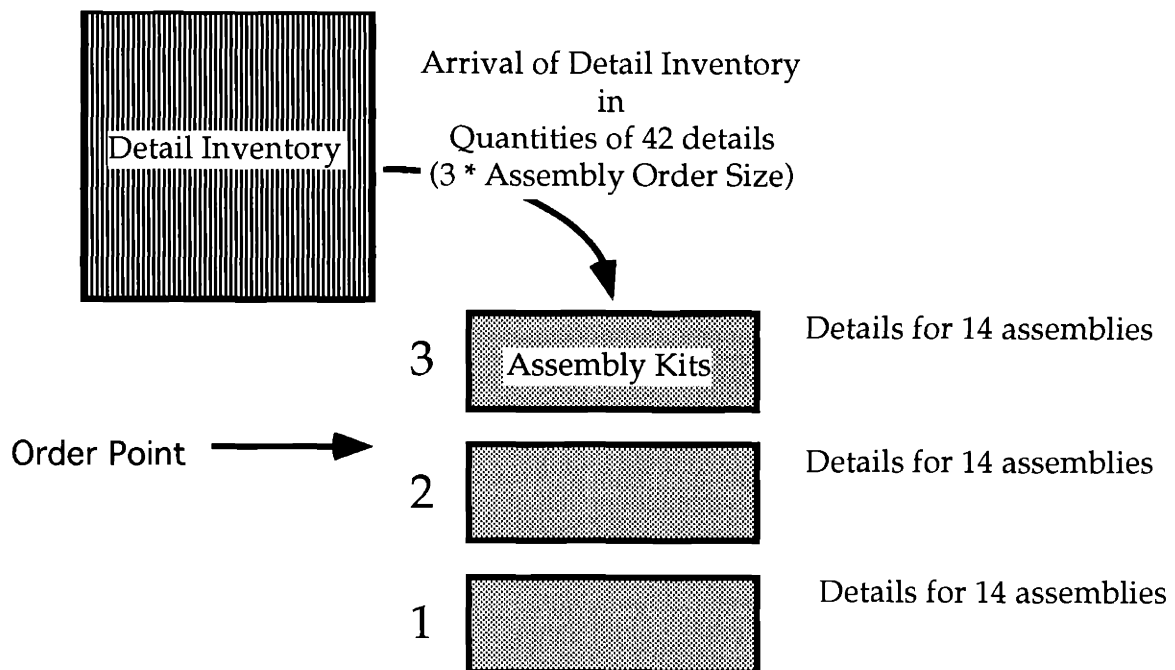 Arrival of Detail Inventory
in
Quantities of 42 details
(3 * Assembly Order Size)
Detail Inventory
3
Assembly Kits
Details for 14 assemblies
Order Point
2
Details for 14 assemblies
1
Details for 14 assemblies